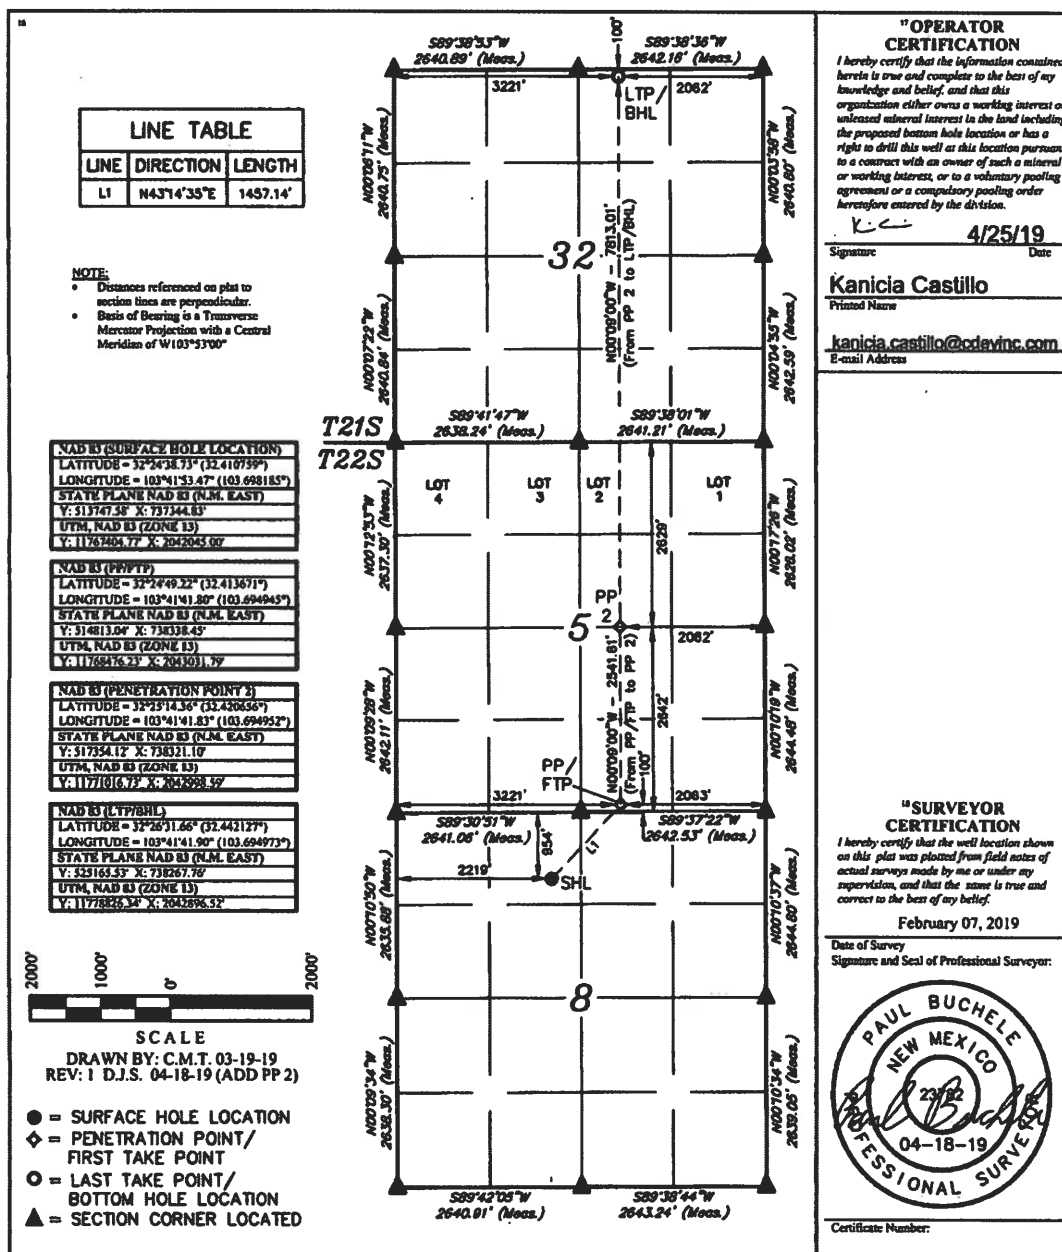 16
LINE TABLE
LINE DIRECTION LENGTH
L1 N43°14'35"E 1457.14'
NOTE:
• Distances referenced on plat to
section lines are perpendicular.
• Basis of Bearing is a Transverse
Mercator Projection with a Central
Meridian of W103°53'00"
NAD 83 (SURFACE HOLE LOCATION)
LATITUDE = 32°24'38.73" (32.410759°)
LONGITUDE = 103°41'53.47" (103.698185°)
STATE PLANE NAD 83 (N.M. EAST)
Y: 513747.58' X: 737344.83'
UTM, NAD 83 (ZONE 13)
Y: 11767404.77' X: 2042045.00'
NAD 83 (PP/FTP)
LATITUDE = 32°24'49.22" (32.413671°)
LONGITUDE = 103°41'41.80" (103.694945°)
STATE PLANE NAD 83 (N.M. EAST)
Y: 514813.04' X: 738338.45'
UTM, NAD 83 (ZONE 13)
Y: 11768476.23' X: 2043031.79'
NAD 83 (PENETRATION POINT 2)
LATITUDE = 32°25'14.36" (32.420656°)
LONGITUDE = 103°41'41.83" (103.694952°)
STATE PLANE NAD 83 (N.M. EAST)
Y: 517354.12' X: 738321.10'
UTM, NAD 83 (ZONE 13)
Y: 11771016.73' X: 2042998.59'
NAD 83 (LTP/BHL)
LATITUDE = 32°26'31.66" (32.442127°)
LONGITUDE = 103°41'41.90" (103.694973°)
STATE PLANE NAD 83 (N.M. EAST)
Y: 525165.53' X: 738267.76'
UTM, NAD 83 (ZONE 13)
Y: 11778826.34' X: 2042896.52'
2000' 1000' 0' 2000'
SCALE
DRAWN BY: C.M.T. 03-19-19
REV: 1 D.J.S. 04-18-19 (ADD PP 2)
= SURFACE HOLE LOCATION
= PENETRATION POINT/
FIRST TAKE POINT
= LAST TAKE POINT/
BOTTOM HOLE LOCATION
= SECTION CORNER LOCATED
S89°38'53"W
2640.89' (Meas.)
100'
S89°38'36"W
2642.16' (Meas.)
3221'
2062'
LTP/
BHL
N00°06'11"W
2640.75' (Meas.)
N00°03'58"W
2640.80' (Meas.)
32
N00°09'00"W - 7813.01'
(From PP 2 to LTP/BHL)
N00°07'22"W
2640.84' (Meas.)
N00°04'55"W
2642.59' (Meas.)
S89°41'47"W
2638.24' (Meas.)
S89°38'01"W
2641.21' (Meas.)
T21S
T22S
LOT
4
LOT
3
LOT
2
LOT
1
N00°12'53"W
2637.30' (Meas.)
2629'
N00°17'26"W
2626.02' (Meas.)
PP
2
5
2062'
N00°09'00"W - 2541.61'
(From PP/FTP to PP 2)
2642'
N00°09'28"W
2642.11' (Meas.)
N00°10'19"W
2644.48' (Meas.)
PP/
FTP
100'
3221'
2063'
S89°30'51"W
2641.06' (Meas.)
S89°37'22"W
2642.53' (Meas.)
954'
L1
2219'
SHL
N00°10'50"W
2635.88' (Meas.)
N00°10'37"W
2644.80' (Meas.)
8
N00°09'34"W
2638.30' (Meas.)
N00°10'34"W
2639.05' (Meas.)
S89°42'05"W
2640.91' (Meas.)
S89°38'44"W
2643.24' (Meas.)
17 OPERATOR
CERTIFICATION
I hereby certify that the information contained
herein is true and complete to the best of my
knowledge and belief, and that this
organization either owns a working interest or
unleased mineral interest in the land including
the proposed bottom hole location or has a
right to drill this well at this location pursuant
to a contract with an owner of such a mineral
or working interest, or to a voluntary pooling
agreement or a compulsory pooling order
heretofore entered by the division.
4/25/19
Signature Date
Kanicia Castillo
Printed Name
kanicia.castillo@cdevinc.com
E-mail Address
18 SURVEYOR
CERTIFICATION
I hereby certify that the well location shown
on this plat was plotted from field notes of
actual surveys made by me or under my
supervision, and that the same is true and
correct to the best of my belief.
February 07, 2019
Date of Survey
Signature and Seal of Professional Surveyor:
PAUL BUCHELE
NEW MEXICO
04-18-19
PROFESSIONAL SURVEYOR
Certificate Number: